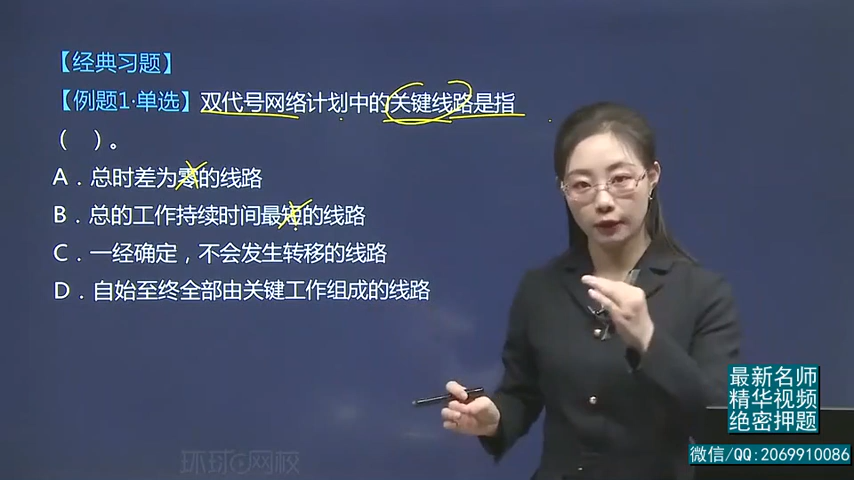 【经典习题】
【例题1·单选】双代号网络计划中的关键线路是指
（ ）。
A．总时差为零的线路
B．总的工作持续时间最短的线路
C．一经确定，不会发生转移的线路
D．自始至终全部由关键工作组成的线路
最新名师
精华视频
绝密押题
微信/QQ:2069910086
环球网校